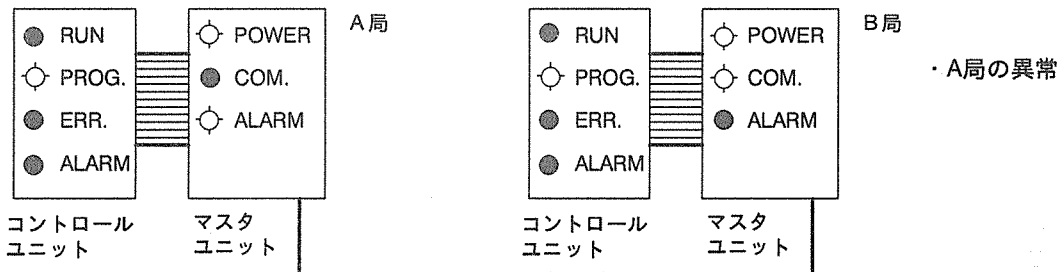 RUN
PROG.
ERR.
ALARM
POWER
COM.
ALARM
A局
コントロール
ユニット
マスタ
ユニット
RUN
PROG.
ERR.
ALARM
POWER
COM.
ALARM
B局
・A局の異常
コントロール
ユニット
マスタ
ユニット